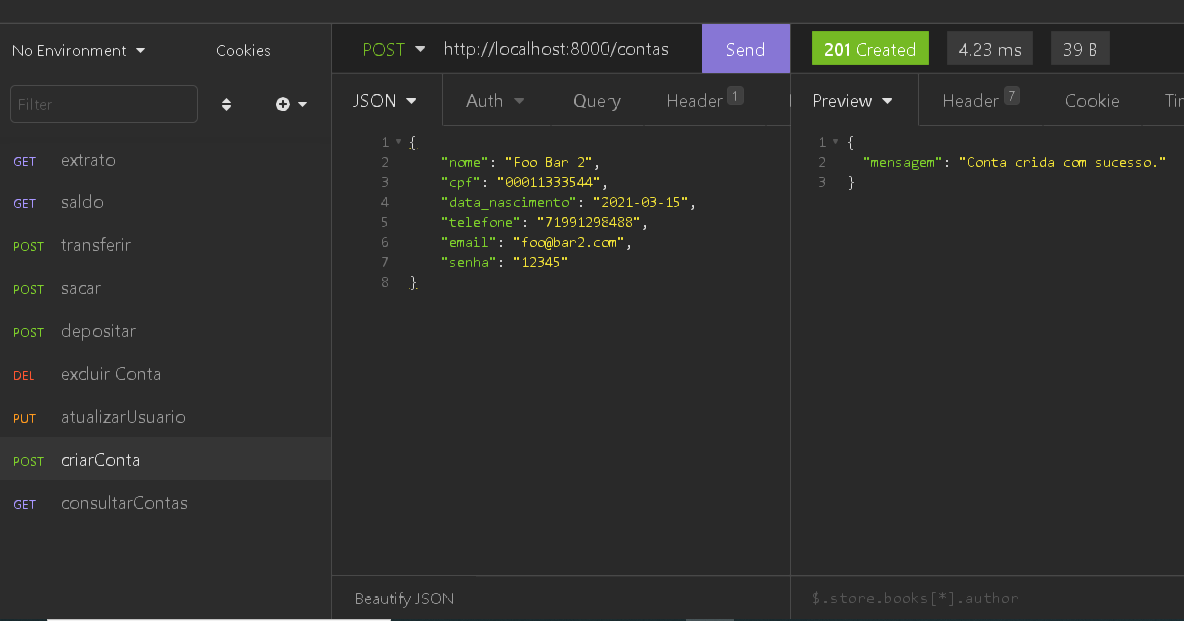 No Environment
Cookies
Filter
GET extrato
GET saldo
POST transferir
POST sacar
POST depositar
DEL excluir Conta
PUT atualizarUsuario
POST criarConta
GET consultarContas
POST http://localhost:8000/contas Send
JSON Auth Query Header 1
1 {
2 "nome": "Foo Bar 2",
3 "cpf": "00011333544",
4 "data_nascimento": "2021-03-15",
5 "telefone": "71991298488",
6 "email": "foo@bar2.com",
7 "senha": "12345"
8 }
Beautify JSON
201 Created 4.23 ms 39 B
Preview Header 7 Cookie
1 {
2 "mensagem": "Conta crida com sucesso."
3 }
$.store.books[*].author